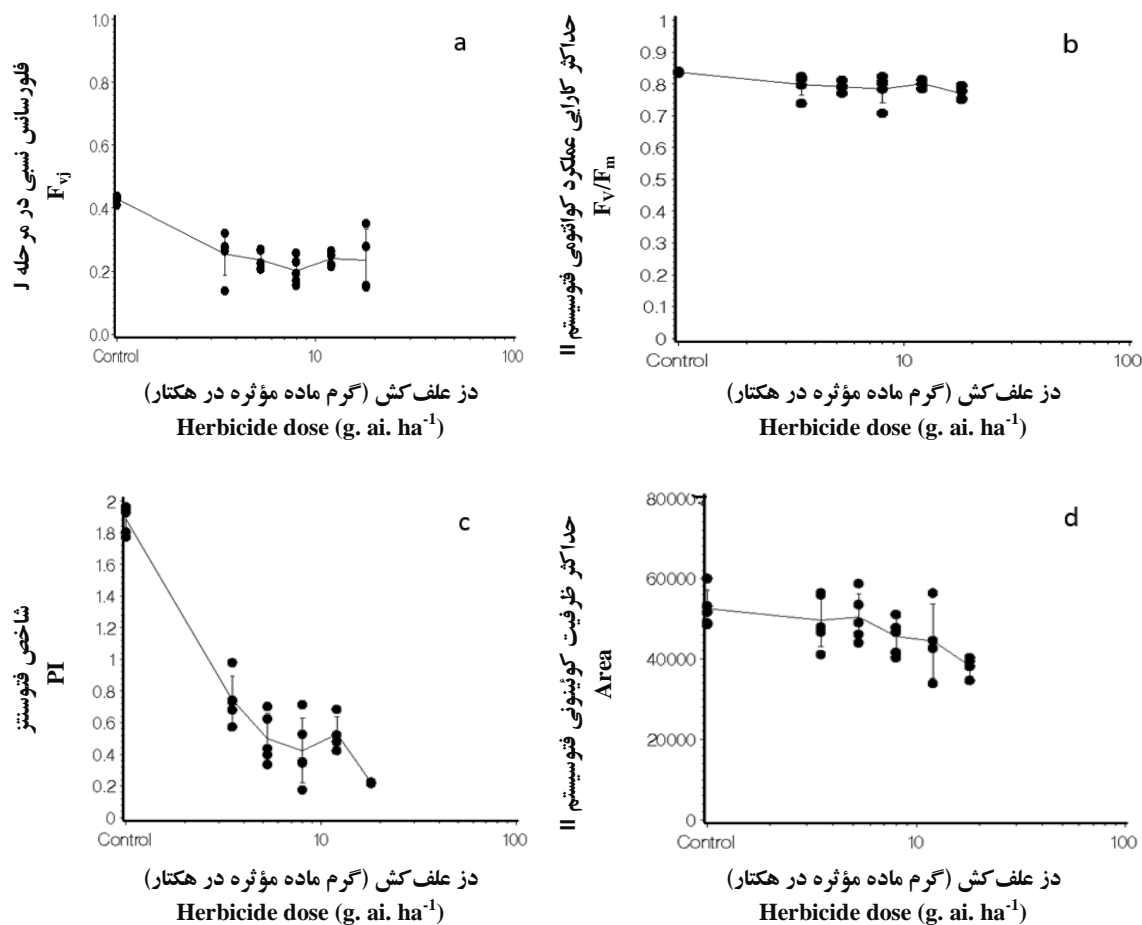 a
فلورسانس نسبی در مرحله J
F_vj
1.0
0.8
0.6
0.4
0.2
0.0
Control
10
100
دز علف‌کش (گرم ماده مؤثره در هکتار)
Herbicide dose (g. ai. ha⁻¹)
b
حداکثر کارایی عملکرد کوانتومی فتوسیستم II
F_V/F_m
1
0.9
0.8
0.7
0.6
0.5
0.4
0.3
0.2
0.1
0
Control
10
100
دز علف‌کش (گرم ماده مؤثره در هکتار)
Herbicide dose (g. ai. ha⁻¹)
c
شاخص فتوسنتز
PI
2
1.8
1.6
1.4
1.2
1
0.8
0.6
0.4
0.2
0
Control
10
100
دز علف‌کش (گرم ماده مؤثره در هکتار)
Herbicide dose (g. ai. ha⁻¹)
d
حداکثر ظرفیت کوئینونی فتوسیستم II
Area
80000
60000
40000
20000
0
Control
10
100
دز علف‌کش (گرم ماده مؤثره در هکتار)
Herbicide dose (g. ai. ha⁻¹)